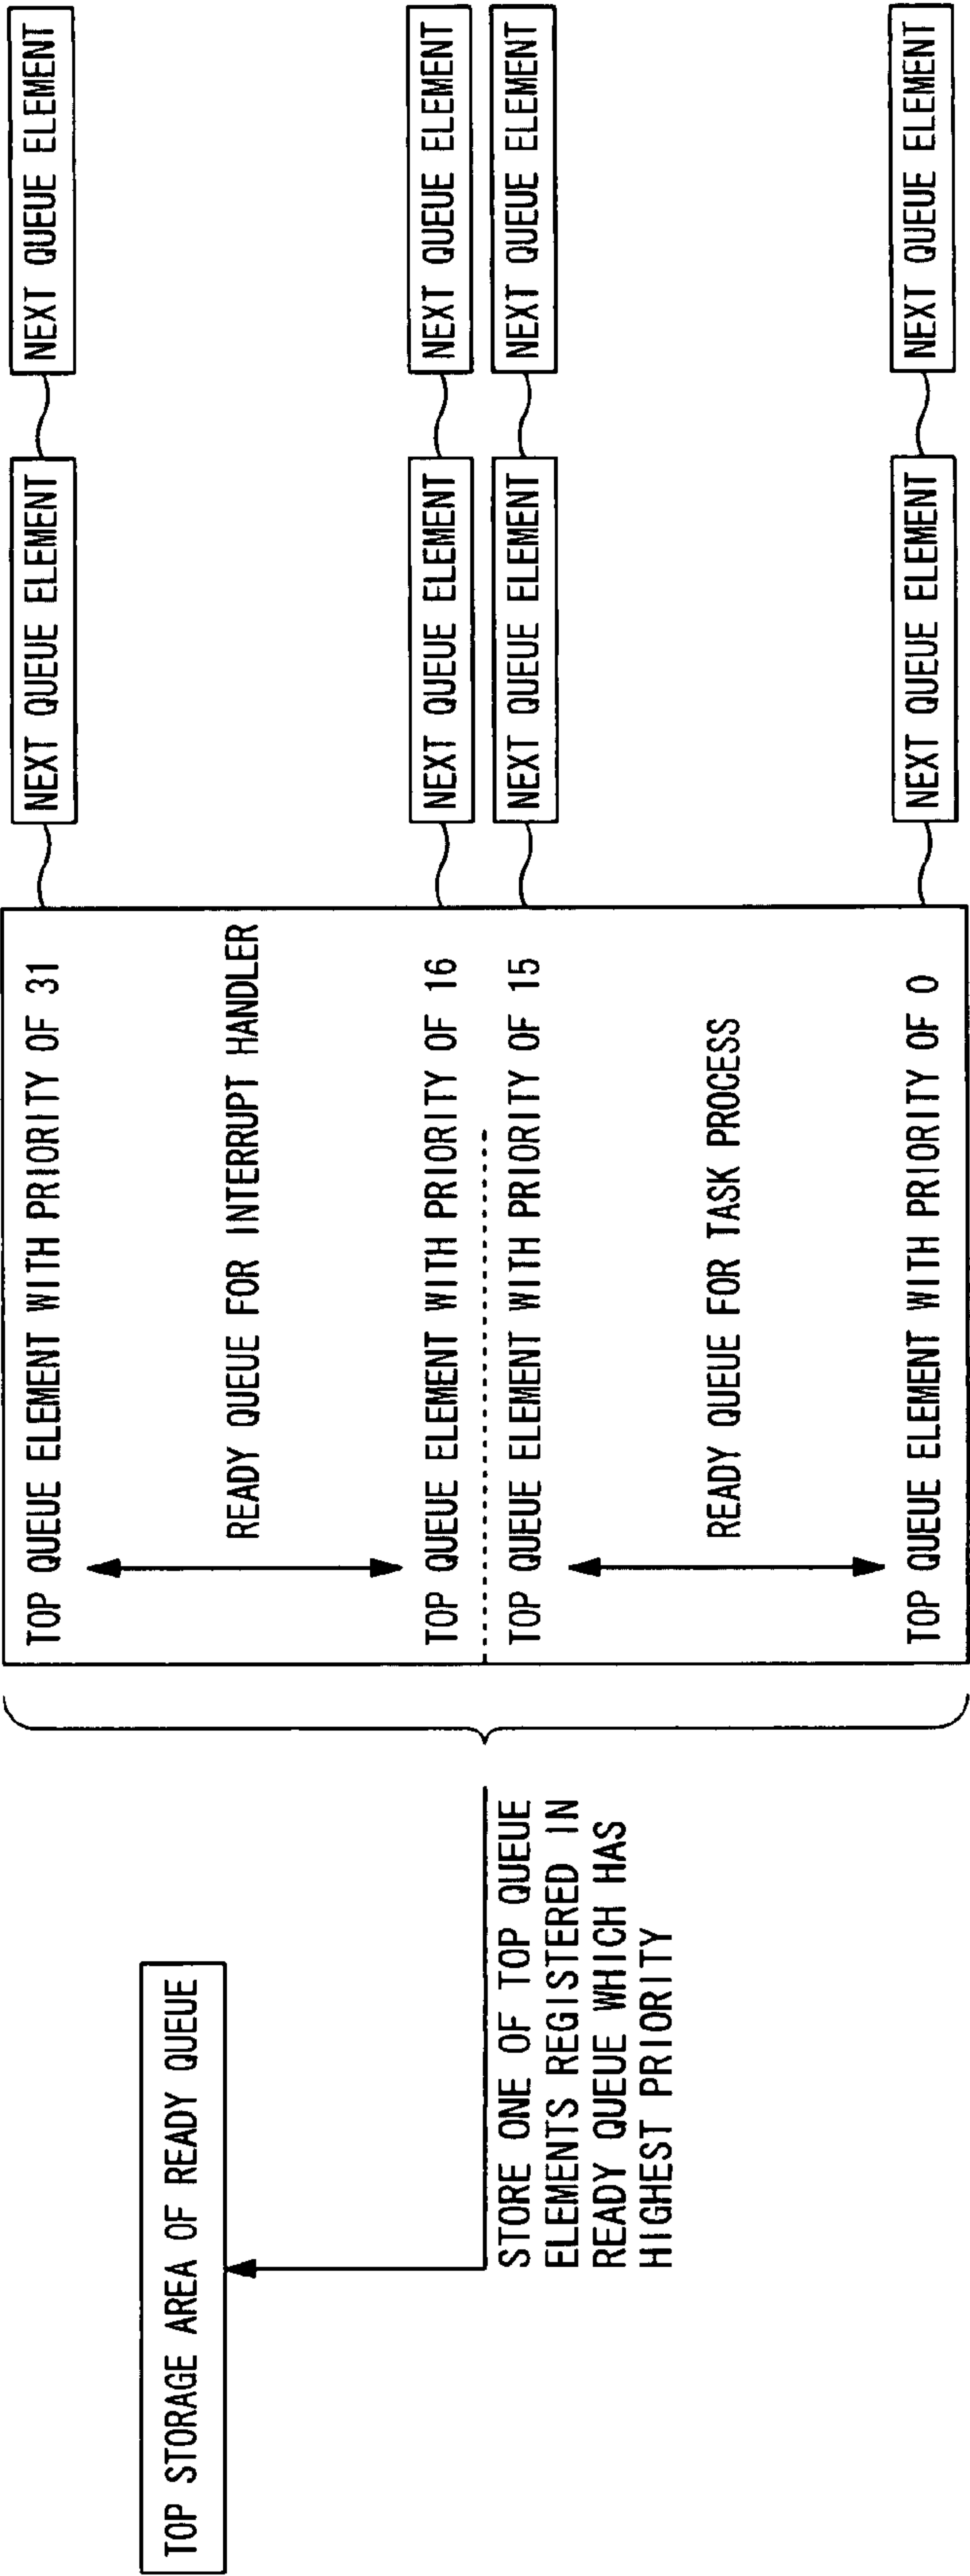 TOP STORAGE AREA OF READY QUEUE
STORE ONE OF TOP QUEUE
ELEMENTS REGISTERED IN
READY QUEUE WHICH HAS
HIGHEST PRIORITY
TOP QUEUE ELEMENT WITH PRIORITY OF 31
READY QUEUE FOR INTERRUPT HANDLER
TOP QUEUE ELEMENT WITH PRIORITY OF 16
TOP QUEUE ELEMENT WITH PRIORITY OF 15
READY QUEUE FOR TASK PROCESS
TOP QUEUE ELEMENT WITH PRIORITY OF 0
NEXT QUEUE ELEMENT
NEXT QUEUE ELEMENT
NEXT QUEUE ELEMENT
NEXT QUEUE ELEMENT
NEXT QUEUE ELEMENT
NEXT QUEUE ELEMENT
NEXT QUEUE ELEMENT
NEXT QUEUE ELEMENT